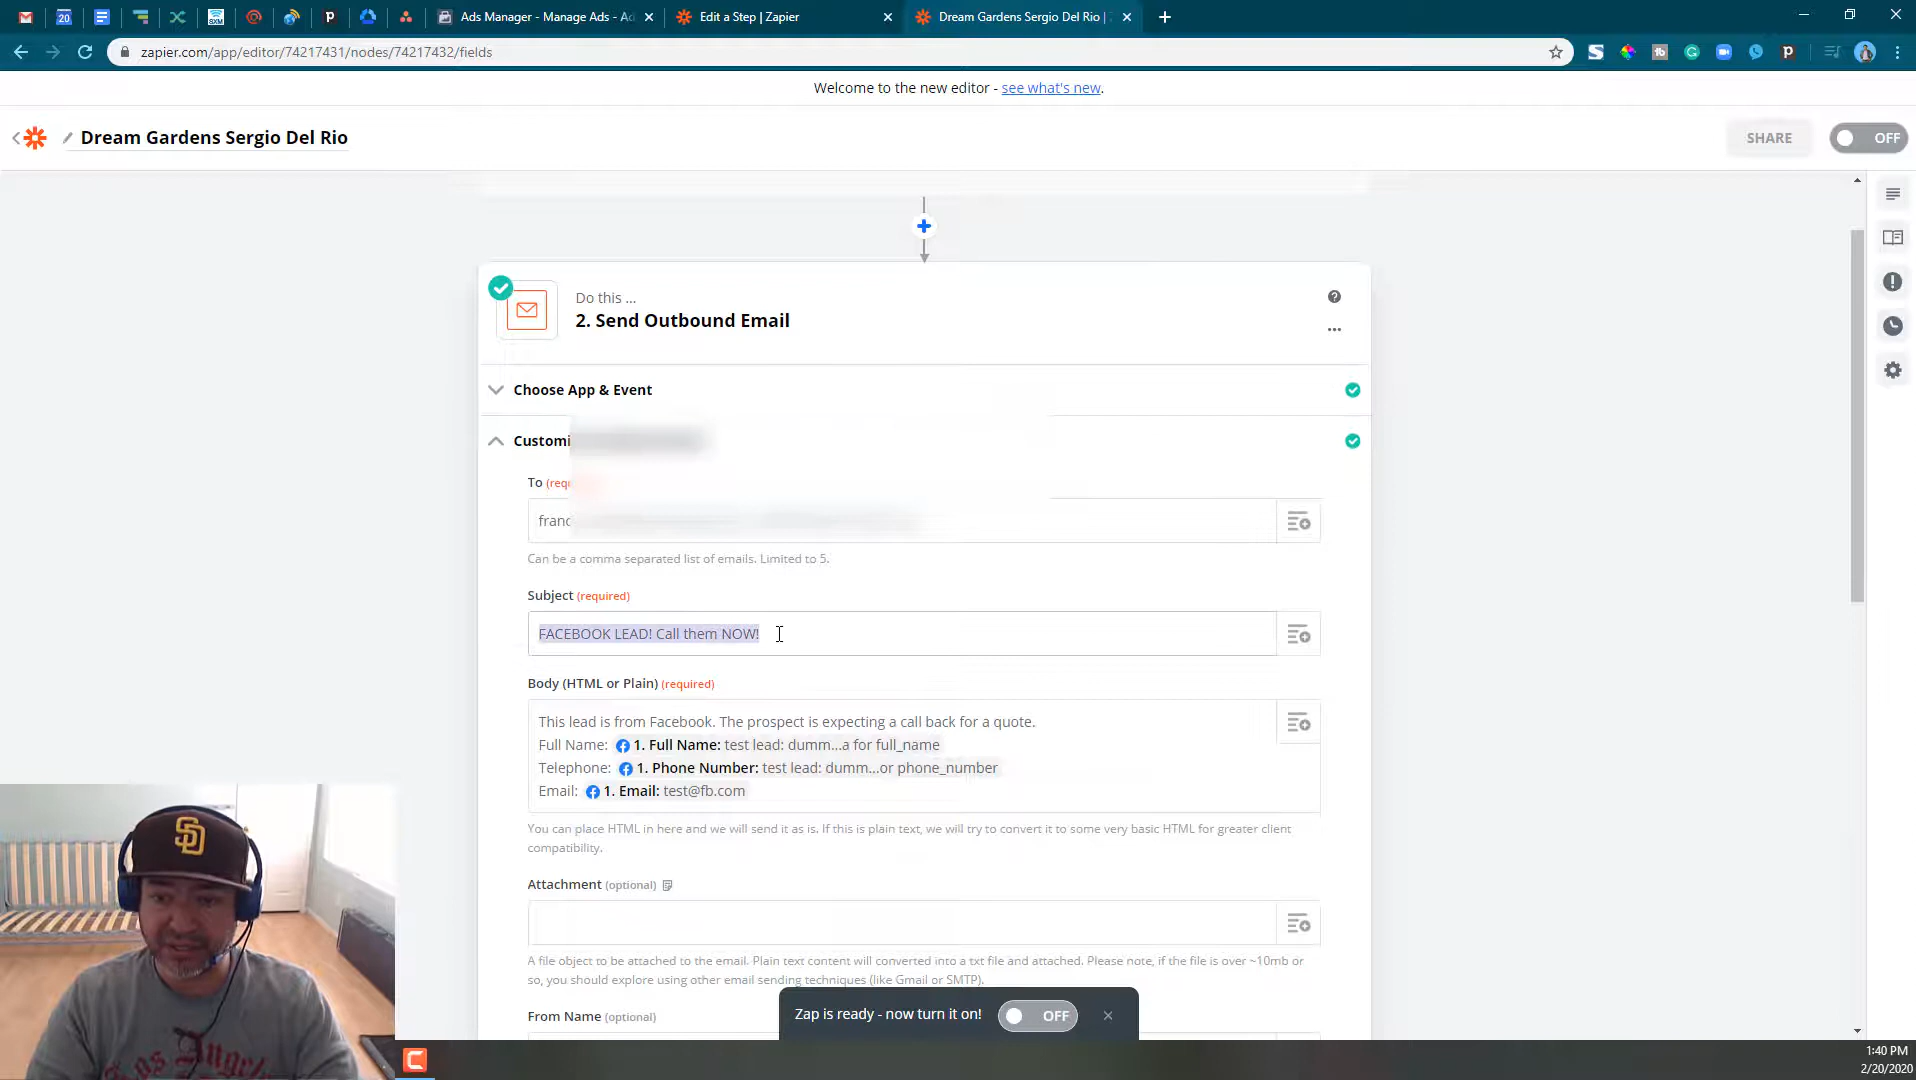 Ads Manager - Manage Ads - Ad
Edit a Step | Zapier
Dream Gardens Sergio Del Rio |
zapier.com/app/editor/74217431/nodes/74217432/fields
Welcome to the new editor - see what's new.
Dream Gardens Sergio Del Rio
SHARE
OFF
Do this ...
2. Send Outbound Email
Choose App & Event
Customi
To (requ
franc
Can be a comma separated list of emails. Limited to 5.
Subject (required)
FACEBOOK LEAD! Call them NOW!
Body (HTML or Plain) (required)
This lead is from Facebook. The prospect is expecting a call back for a quote.
Full Name: 1. Full Name: test lead: dumm...a for full_name
Telephone: 1. Phone Number: test lead: dumm...or phone_number
Email: 1. Email: test@fb.com
You can place HTML in here and we will send it as is. If this is plain text, we will try to convert it to some very basic HTML for greater client
compatibility.
Attachment (optional)
A file object to be attached to the email. Plain text content will converted into a txt file and attached. Please note, if the file is over ~10mb or
so, you should explore using other email sending techniques (like Gmail or SMTP).
From Name (optional)
Zap is ready - now turn it on! OFF
SD
Los Angeles
1:40 PM
2/20/2020